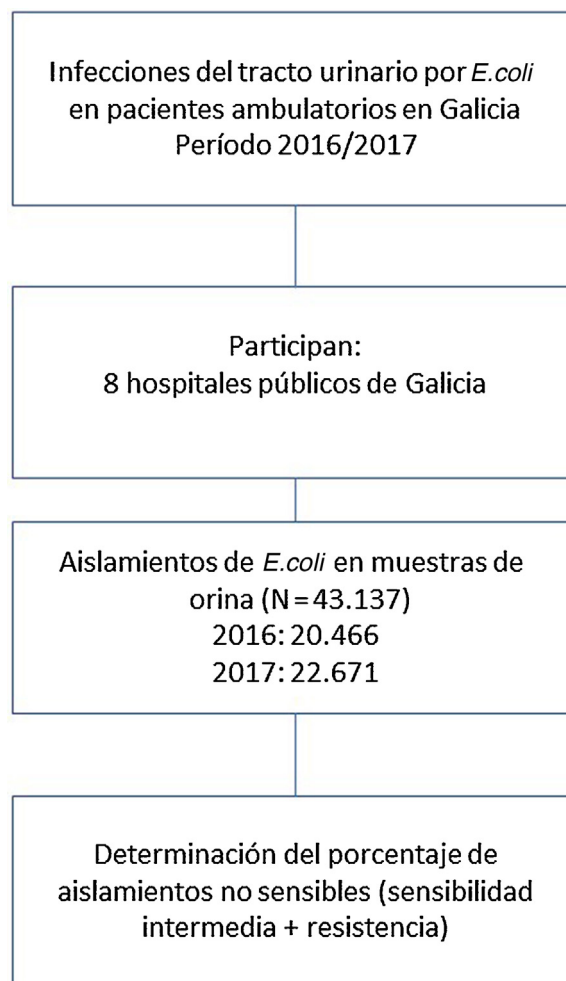 Infecciones del tracto urinario por E.coli
en pacientes ambulatorios en Galicia
Período 2016/2017
Participan:
8 hospitales públicos de Galicia
Aislamientos de E.coli en muestras de
orina (N = 43.137)
2016: 20.466
2017: 22.671
Determinación del porcentaje de
aislamientos no sensibles (sensibilidad
intermedia + resistencia)